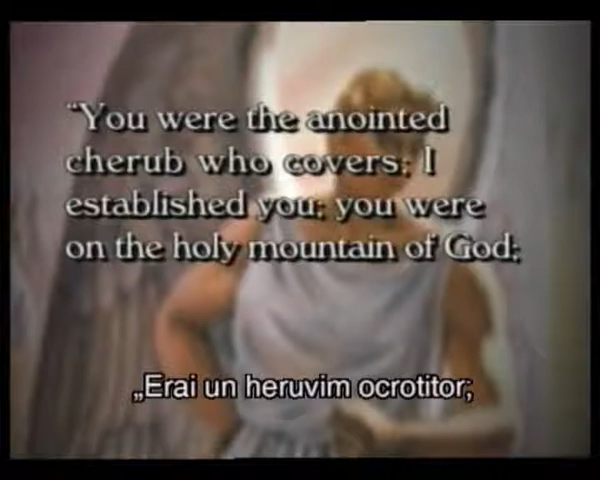 “You were the anointed
cherub who covers; I
established you; you were
on the holy mountain of God;
„Erai un heruvim ocrotitor;